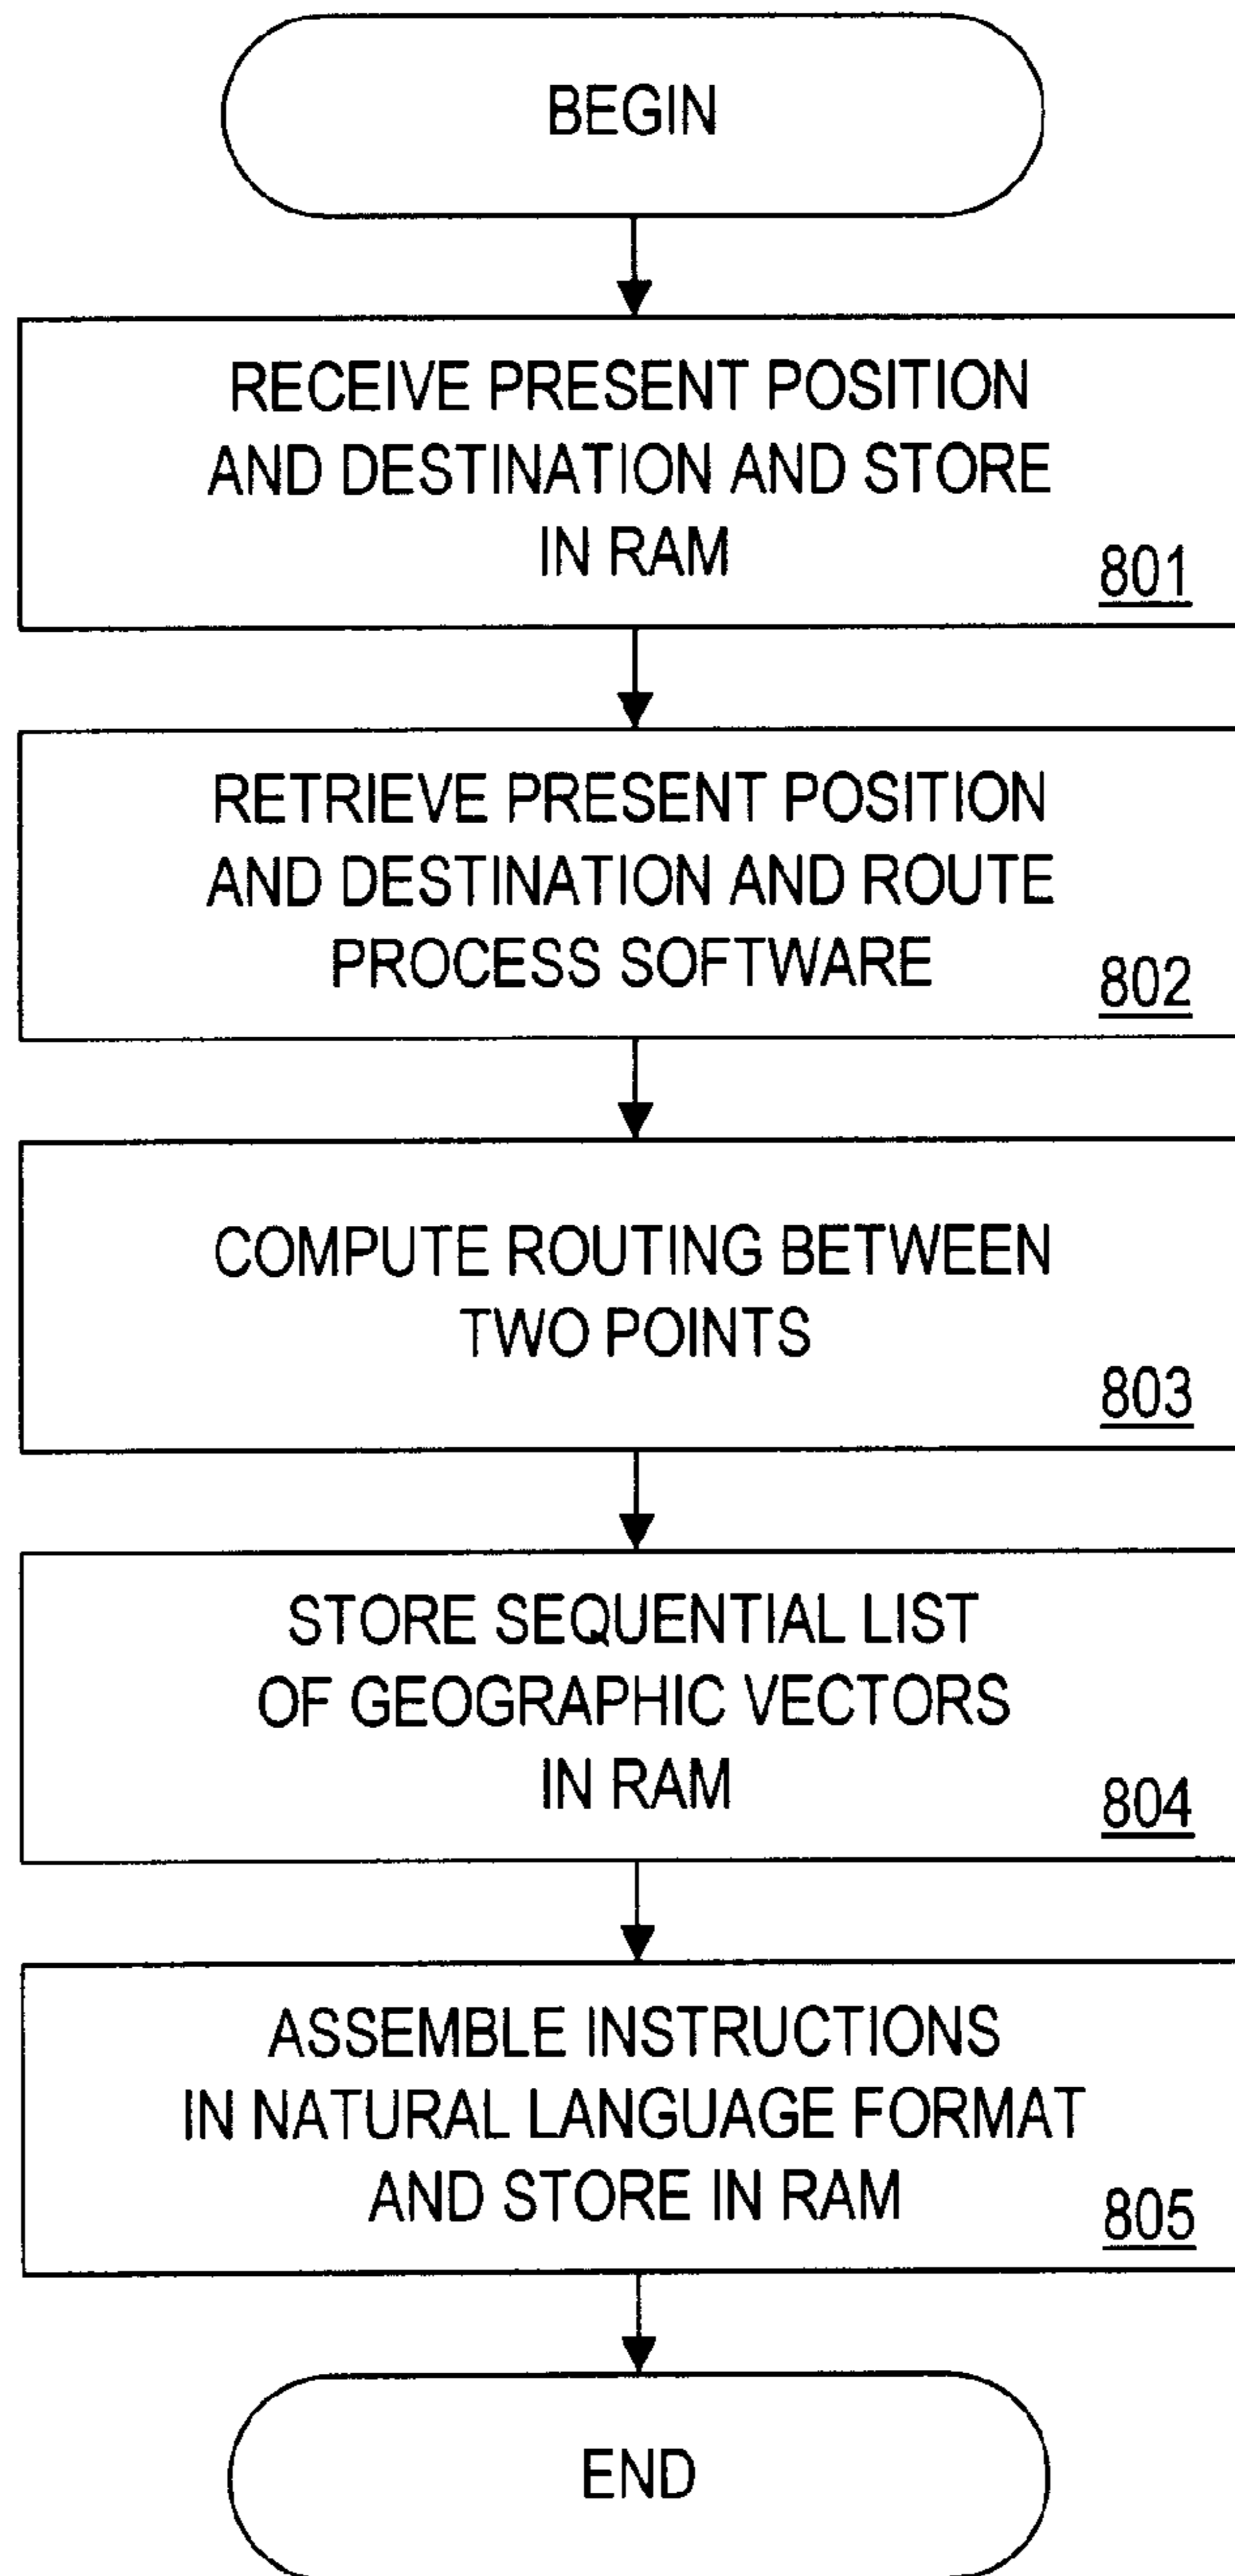 BEGIN
RECEIVE PRESENT POSITION
AND DESTINATION AND STORE
IN RAM
801
RETRIEVE PRESENT POSITION
AND DESTINATION AND ROUTE
PROCESS SOFTWARE
802
COMPUTE ROUTING BETWEEN
TWO POINTS
803
STORE SEQUENTIAL LIST
OF GEOGRAPHIC VECTORS
IN RAM
804
ASSEMBLE INSTRUCTIONS
IN NATURAL LANGUAGE FORMAT
AND STORE IN RAM
805
END